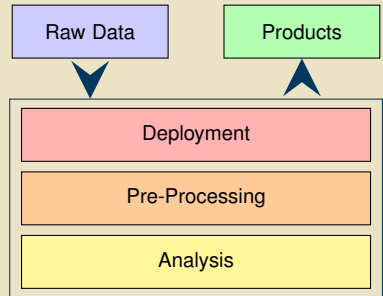 Raw Data
Products
Deployment
Pre-Processing
Analysis